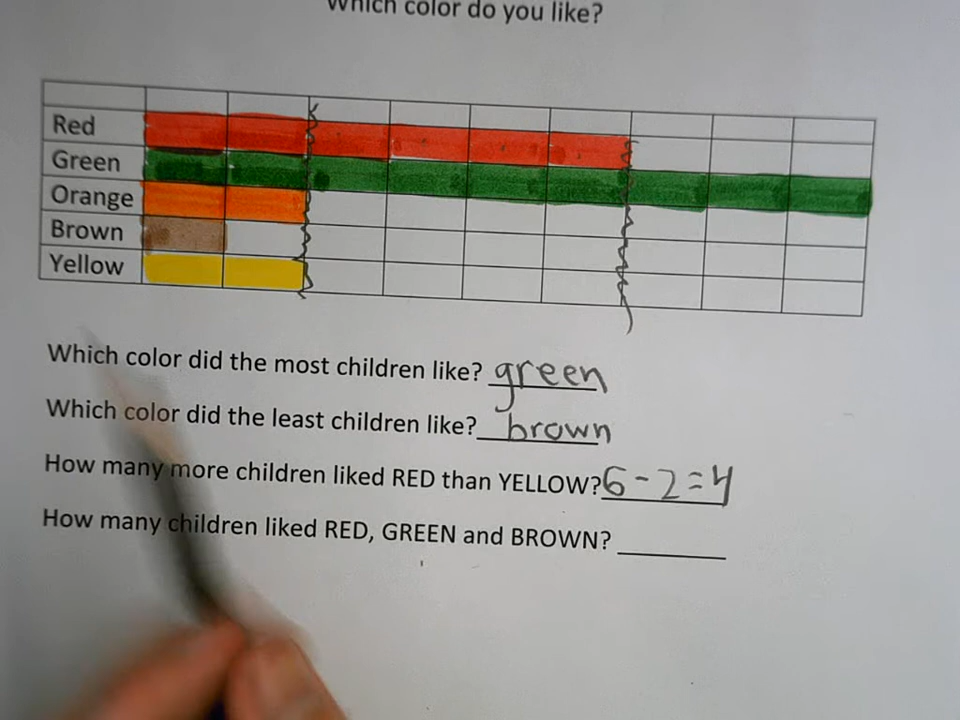 Which color do you like?
Red
Green
Orange
Brown
Yellow
Which color did the most children like? green
Which color did the least children like? brown
How many more children liked RED than YELLOW? 6-2=4
How many children liked RED, GREEN and BROWN? ________